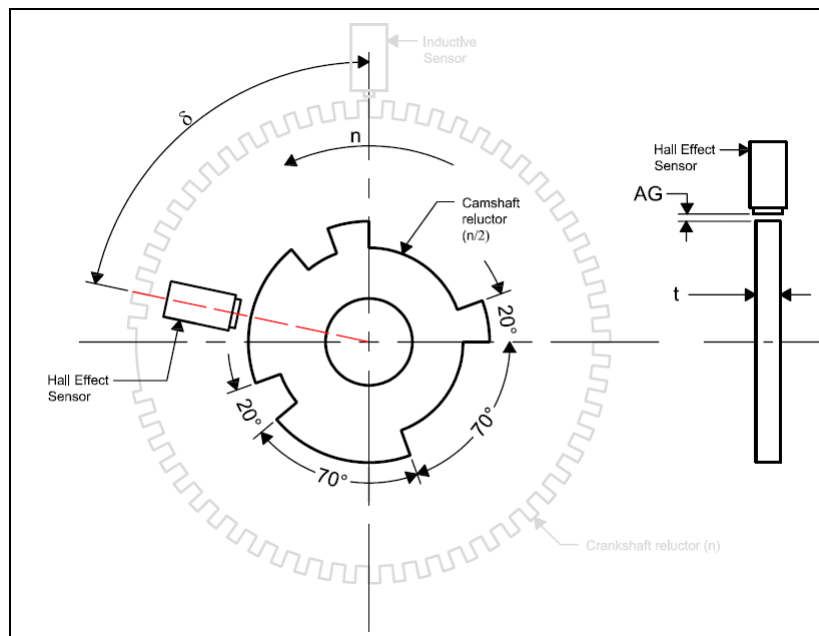 Inductive
Sensor
δ
n
Hall Effect
Sensor
AG
Camshaft
reluctor
(n/2)
t
20°
Hall Effect
Sensor
20°
70°
70°
Crankshaft reluctor (n)